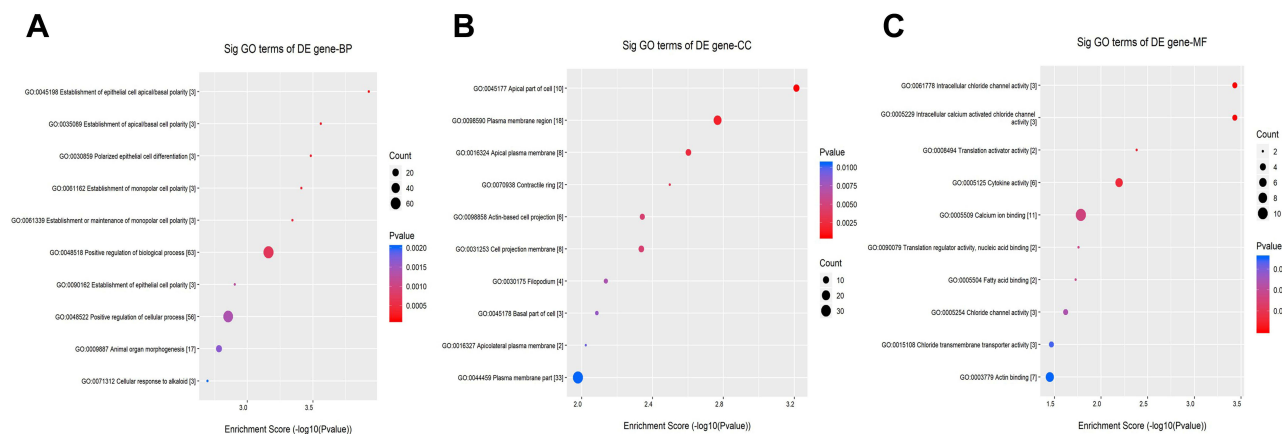 A
Sig GO terms of DE gene-BP
GO:0045198 Establishment of epithelial cell apical/basal polarity [3]
GO:0035089 Establishment of apical/basal cell polarity [3]
GO:0030859 Polarized epithelial cell differentiation [3]
GO:0061162 Establishment of monopolar cell polarity [3]
GO:0061339 Establishment or maintenance of monopolar cell polarity [3]
GO:0048518 Positive regulation of biological process [63]
GO:0090162 Establishment of epithelial cell polarity [3]
GO:0048522 Positive regulation of cellular process [56]
GO:0009887 Animal organ morphogenesis [17]
GO:0071312 Cellular response to alkaloid [3]
3.0
3.5
Enrichment Score (-log10(Pvalue))
Count
20
40
60
Pvalue
0.0020
0.0015
0.0010
0.0005
B
Sig GO terms of DE gene-CC
GO:0045177 Apical part of cell [10]
GO:0098590 Plasma membrane region [18]
GO:0016324 Apical plasma membrane [8]
GO:0070938 Contractile ring [2]
GO:0098858 Actin-based cell projection [6]
GO:0031253 Cell projection membrane [8]
GO:0030175 Filopodium [4]
GO:0045178 Basal part of cell [3]
GO:0016327 Apicolateral plasma membrane [2]
GO:0044459 Plasma membrane part [33]
2.0
2.4
2.8
3.2
Enrichment Score (-log10(Pvalue))
Pvalue
0.0100
0.0075
0.0050
0.0025
Count
10
20
30
C
Sig GO terms of DE gene-MF
GO:0061778 Intracellular chloride channel activity [3]
GO:0005229 Intracellular calcium activated chloride channel
activity [3]
GO:0008494 Translation activator activity [2]
GO:0005125 Cytokine activity [6]
GO:0005509 Calcium ion binding [11]
GO:0090079 Translation regulator activity, nucleic acid binding [2]
GO:0005504 Fatty acid binding [2]
GO:0005254 Chloride channel activity [3]
GO:0015108 Chloride transmembrane transporter activity [3]
GO:0003779 Actin binding [7]
1.5
2.0
2.5
3.0
3.5
Enrichment Score (-log10(Pvalue))
Count
2
4
6
8
10
Pvalue
0.0
0.0
0.0